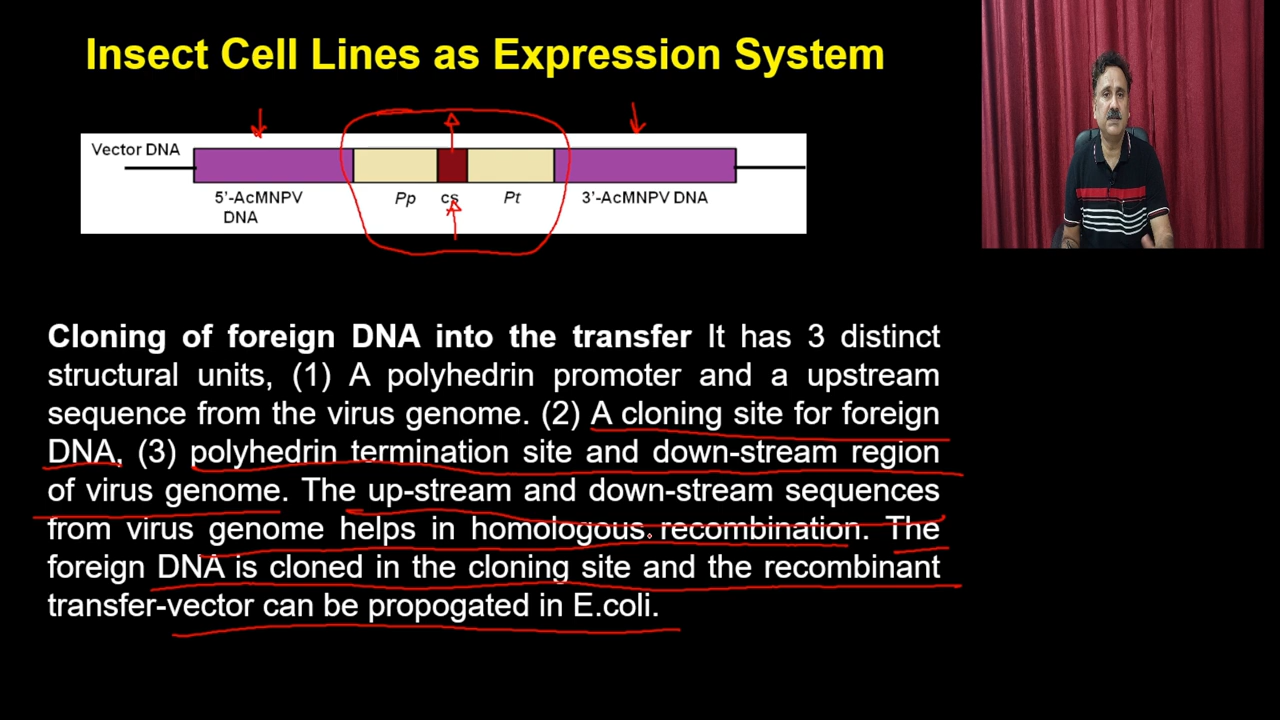 Insect Cell Lines as Expression System
Vector DNA
5'-AcMNPV
DNA
Pp
cs
Pt
3'-AcMNPV DNA
Cloning of foreign DNA into the transfer It has 3 distinct
structural units, (1) A polyhedrin promoter and a upstream
sequence from the virus genome. (2) A cloning site for foreign
DNA, (3) polyhedrin termination site and down-stream region
of virus genome. The up-stream and down-stream sequences
from virus genome helps in homologous recombination. The
foreign DNA is cloned in the cloning site and the recombinant
transfer-vector can be propogated in E.coli.